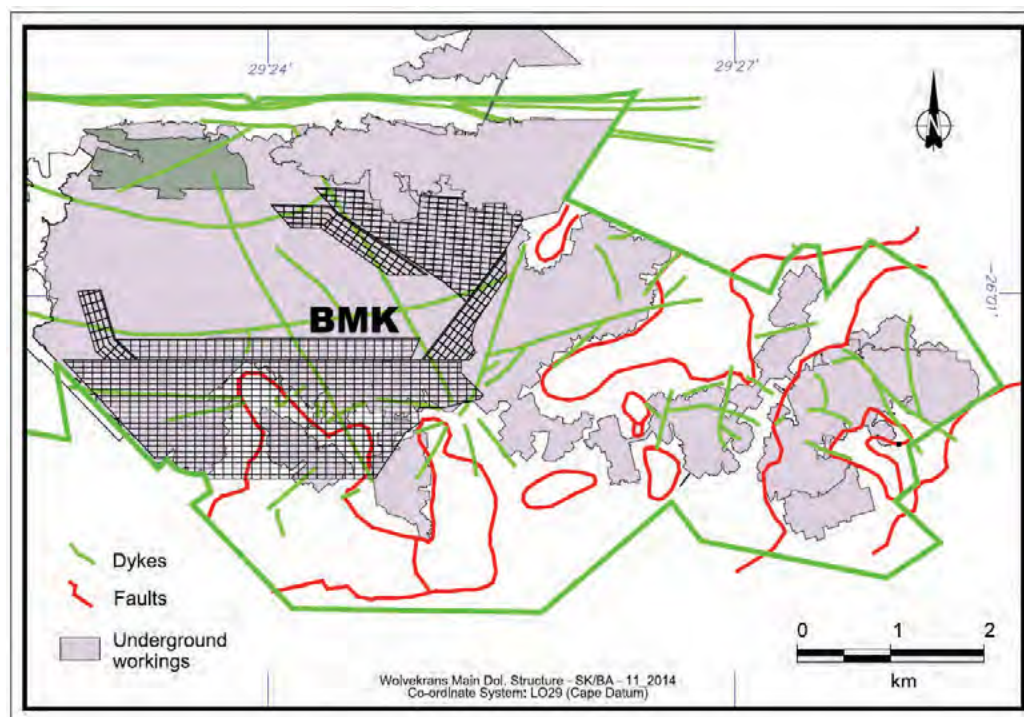 29°24'
29°27'
N
26°01'
BMK
Dykes
Faults
Underground
workings
0 1 2
km
Wolvekrans Main Dol. Structure - SK/BA - 11_2014
Co-ordinate System: LO29 (Cape Datum)